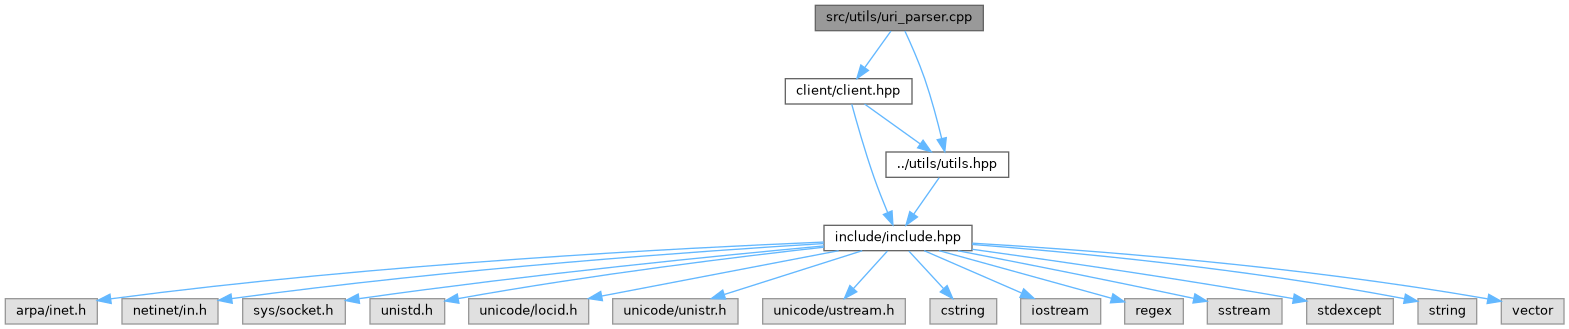 src/utils/uri_parser.cpp
client/client.hpp
../utils/utils.hpp
include/include.hpp
arpa/inet.h
netinet/in.h
sys/socket.h
unistd.h
unicode/locid.h
unicode/unistr.h
unicode/ustream.h
cstring
iostream
regex
sstream
stdexcept
string
vector